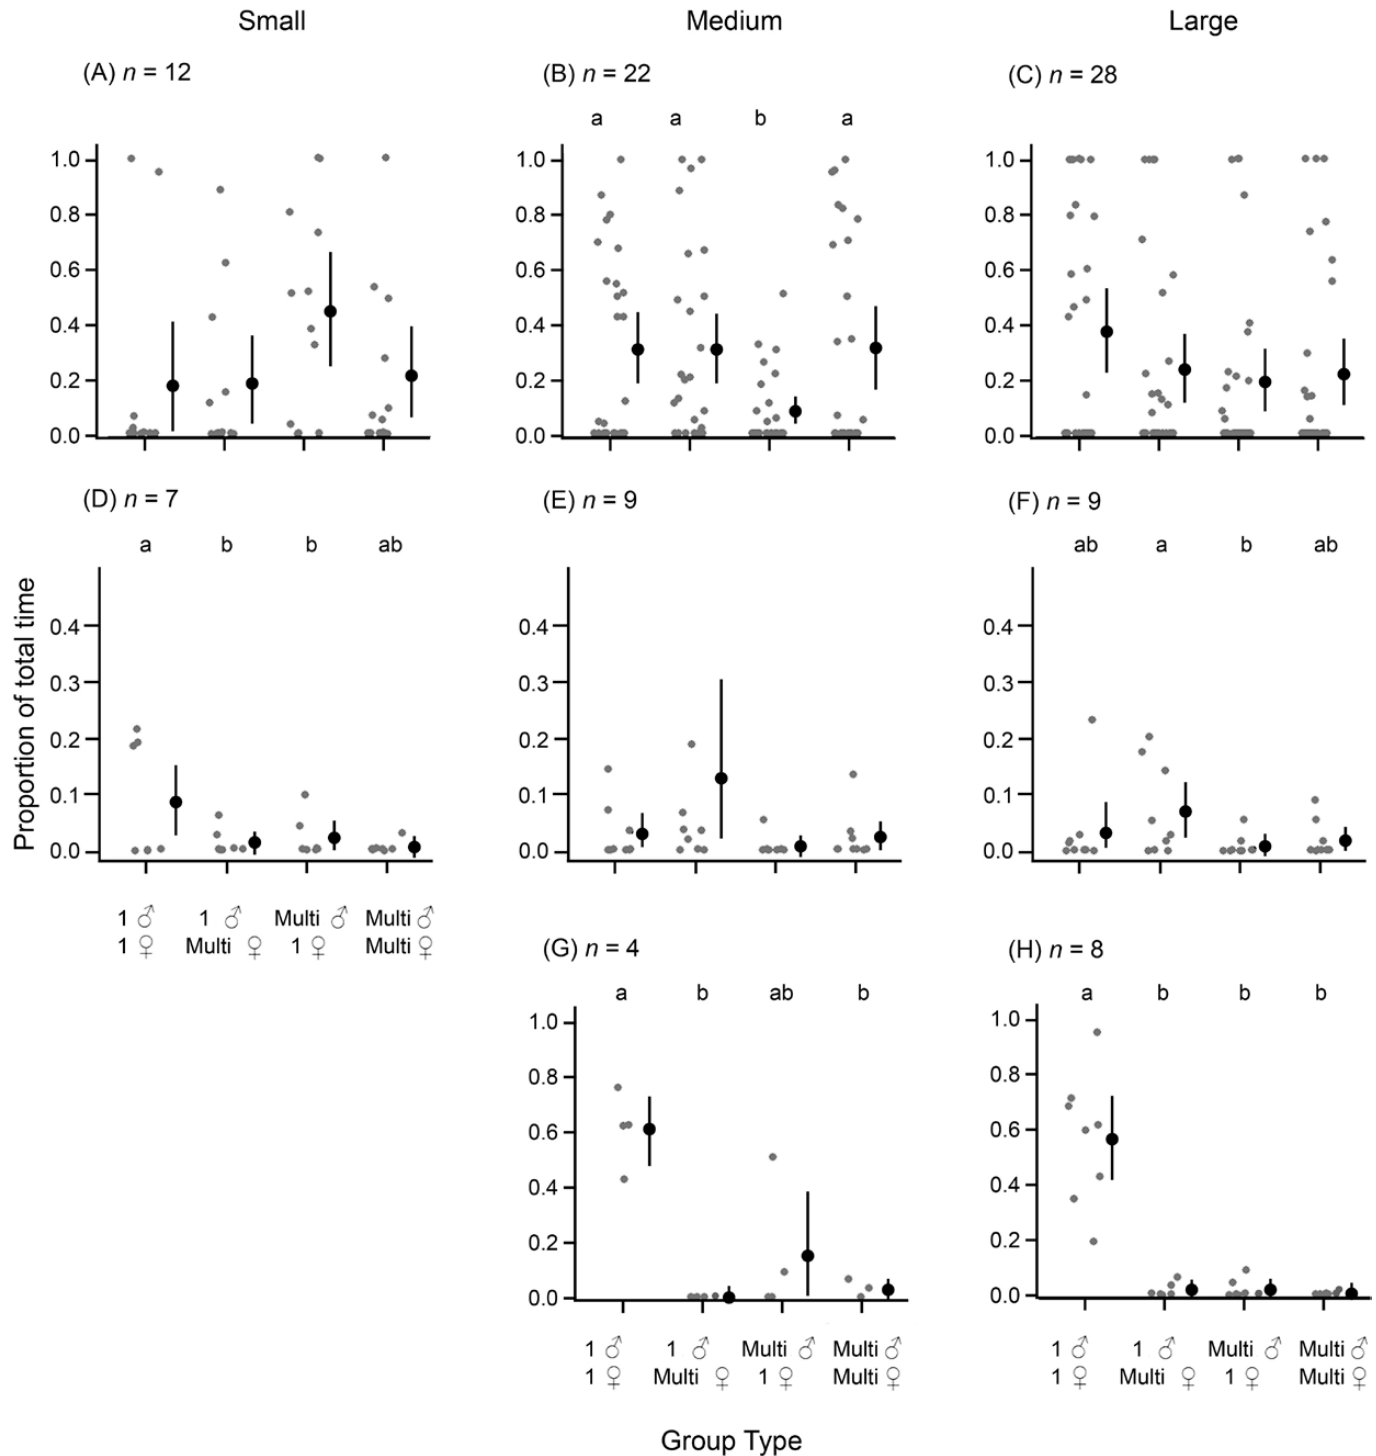 Small Medium Large
(A) n = 12 (B) n = 22 (C) n = 28
a a b a
1.0 1.0 1.0
0.8 0.8 0.8
0.6 0.6 0.6
0.4 0.4 0.4
0.2 0.2 0.2
0.0 0.0 0.0
(D) n = 7 (E) n = 9 (F) n = 9
a b b ab ab a b ab
Proportion of total time
0.4 0.4 0.4
0.3 0.3 0.3
0.2 0.2 0.2
0.1 0.1 0.1
0.0 0.0 0.0
1 ♂ 1 ♂ Multi ♂ Multi ♂
1 ♀ Multi ♀ 1 ♀ Multi ♀
(G) n = 4 (H) n = 8
a b ab b a b b b
1.0 1.0
0.8 0.8
0.6 0.6
0.4 0.4
0.2 0.2
0.0 0.0
1 ♂ 1 ♂ Multi ♂ Multi ♂ 1 ♂ 1 ♂ Multi ♂ Multi ♂
1 ♀ Multi ♀ 1 ♀ Multi ♀ 1 ♀ Multi ♀ 1 ♀ Multi ♀
Group Type